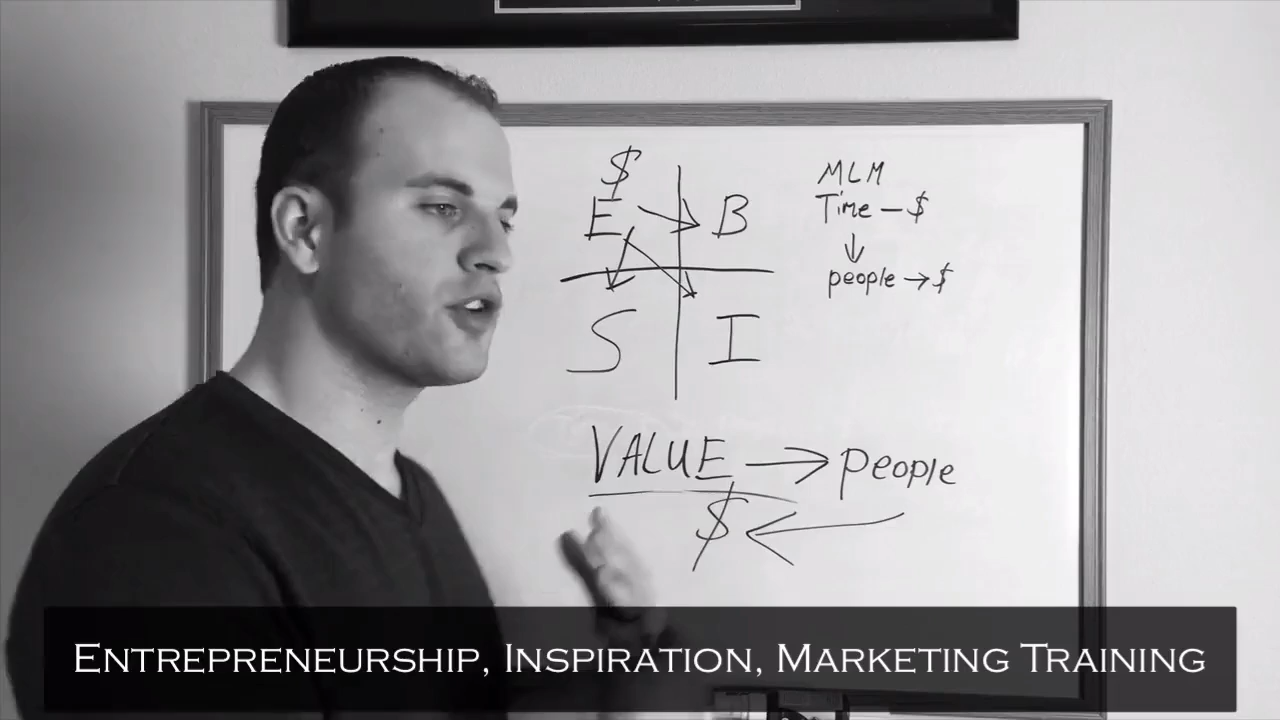 $
E B
S I
MLM
Time – $
people → $
VALUE → people
$ ←
Entrepreneurship, Inspiration, Marketing Training